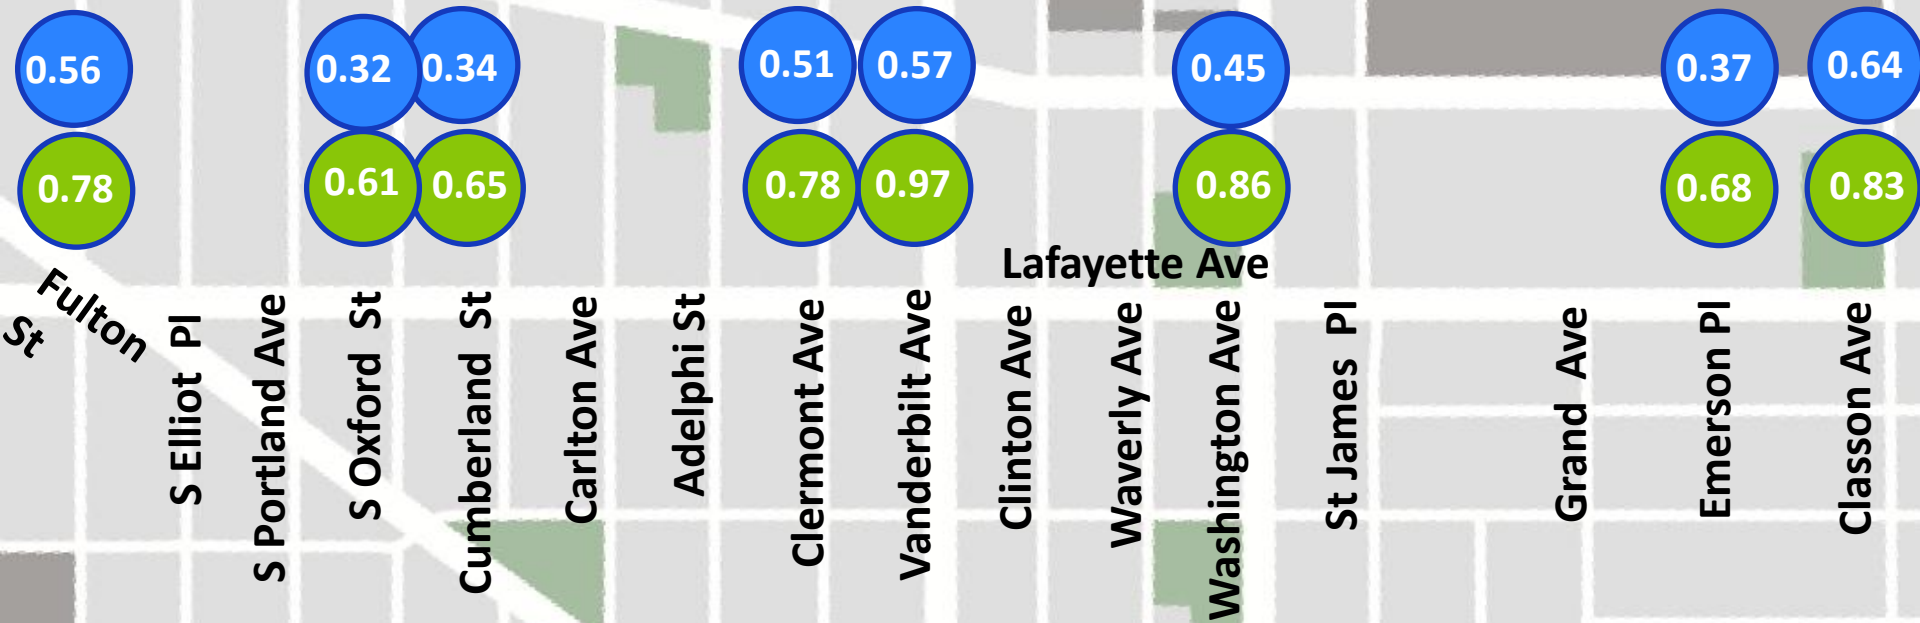 0.56 0.32 0.34 0.51 0.57 0.45 0.37 0.64
0.78 0.61 0.65 0.78 0.97 0.86 0.68 0.83
Lafayette Ave
Fulton
St
S Elliot Pl
S Portland Ave
S Oxford St
Cumberland St
Carlton Ave
Adelphi St
Clermont Ave
Vanderbilt Ave
Clinton Ave
Waverly Ave
Washington Ave
St James Pl
Grand Ave
Emerson Pl
Classon Ave